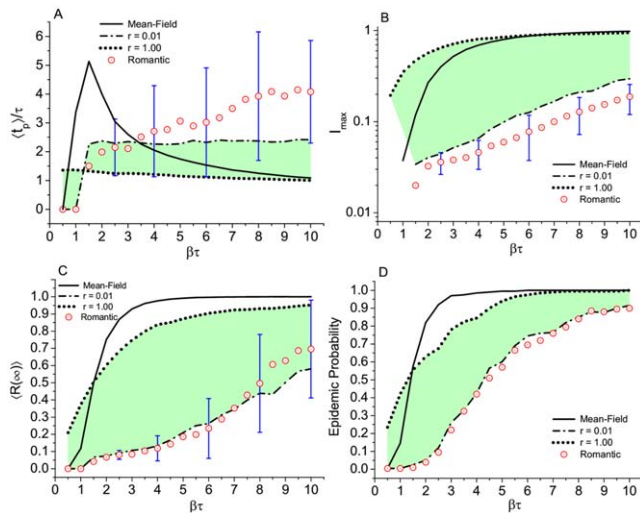 A
⟨tp⟩/τ
6
5
4
3
2
1
0
Mean-Field
r = 0.01
r = 1.00
Romantic
0 1 2 3 4 5 6 7 8 9 10
βτ
B
Imax
1
0.1
0.01
Mean-Field
r = 0.01
r = 1.00
Romantic
0 1 2 3 4 5 6 7 8 9 10
βτ
C
⟨R(∞)⟩
1.0
0.9
0.8
0.7
0.6
0.5
0.4
0.3
0.2
0.1
0.0
Mean-Field
r = 0.01
r = 1.00
Romantic
0 1 2 3 4 5 6 7 8 9 10
βτ
D
Epidemic Probability
1.0
0.9
0.8
0.7
0.6
0.5
0.4
0.3
0.2
0.1
0.0
Mean-Field
r = 0.01
r = 1.00
Romantic
0 1 2 3 4 5 6 7 8 9 10
βτ